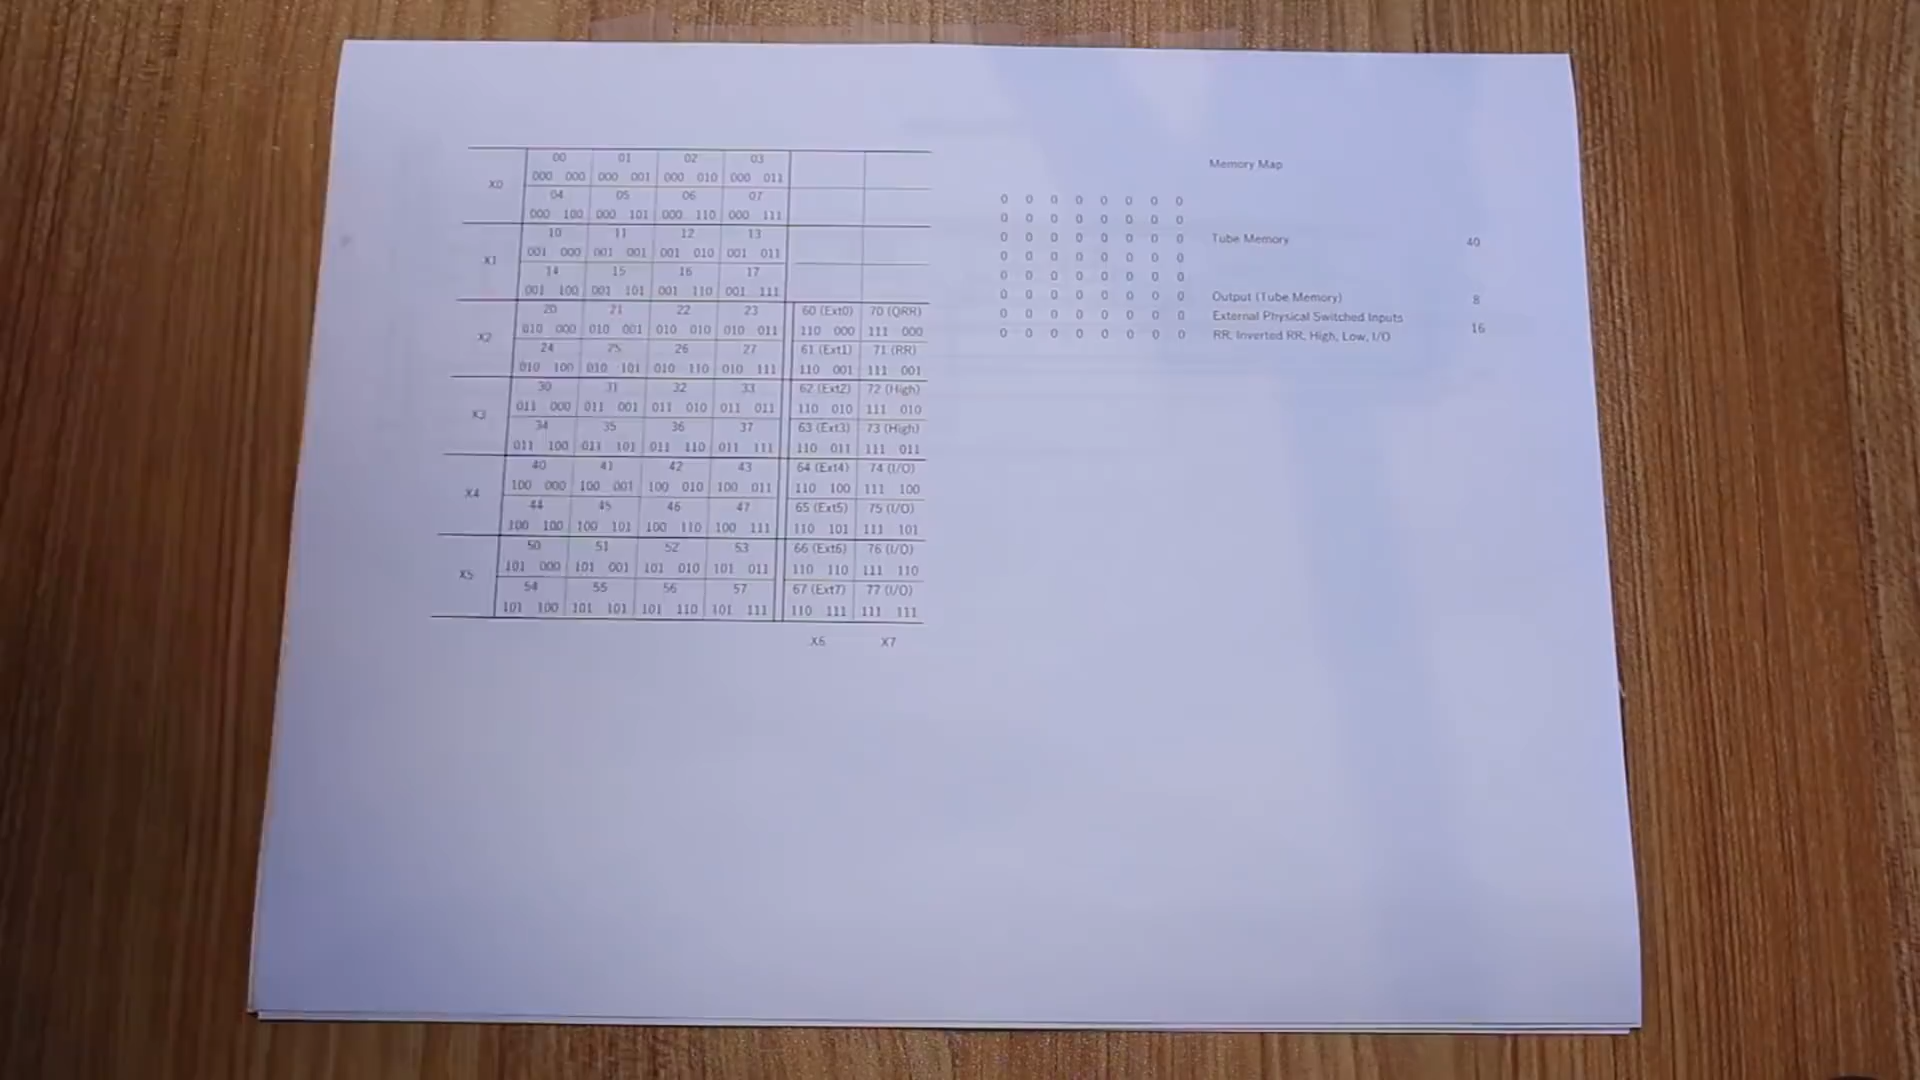 00 01 02 03
X0
000 000 000 001 000 010 000 011
04 05 06 07
000 100 000 101 000 110 000 111
10 11 12 13
X1
001 000 001 001 001 010 001 011
14 15 16 17
001 100 001 101 001 110 001 111
20 21 22 23 60 (Ext0) 70 (QRR)
X2
010 000 010 001 010 010 010 011 110 000 111 000
24 25 26 27 61 (Ext1) 71 (RR)
010 100 010 101 010 110 010 111 110 001 111 001
30 31 32 33 62 (Ext2) 72 (High)
X3
011 000 011 001 011 010 011 011 110 010 111 010
34 35 36 37 63 (Ext3) 73 (High)
011 100 011 101 011 110 011 111 110 011 111 011
40 41 42 43 64 (Ext4) 74 (I/O)
X4
100 000 100 001 100 010 100 011 110 100 111 100
44 45 46 47 65 (Ext5) 75 (I/O)
100 100 100 101 100 110 100 111 110 101 111 101
50 51 52 53 66 (Ext6) 76 (I/O)
X5
101 000 101 001 101 010 101 011 110 110 111 110
54 55 56 57 67 (Ext7) 77 (I/O)
101 100 101 101 101 110 101 111 110 111 111 111
X6 X7
Memory Map
0 0 0 0 0 0 0 0
0 0 0 0 0 0 0 0
0 0 0 0 0 0 0 0 Tube Memory 40
0 0 0 0 0 0 0 0
0 0 0 0 0 0 0 0
0 0 0 0 0 0 0 0 Output (Tube Memory) 8
0 0 0 0 0 0 0 0 External Physical Switched Inputs
16
0 0 0 0 0 0 0 0 RR, Inverted RR, High, Low, I/O